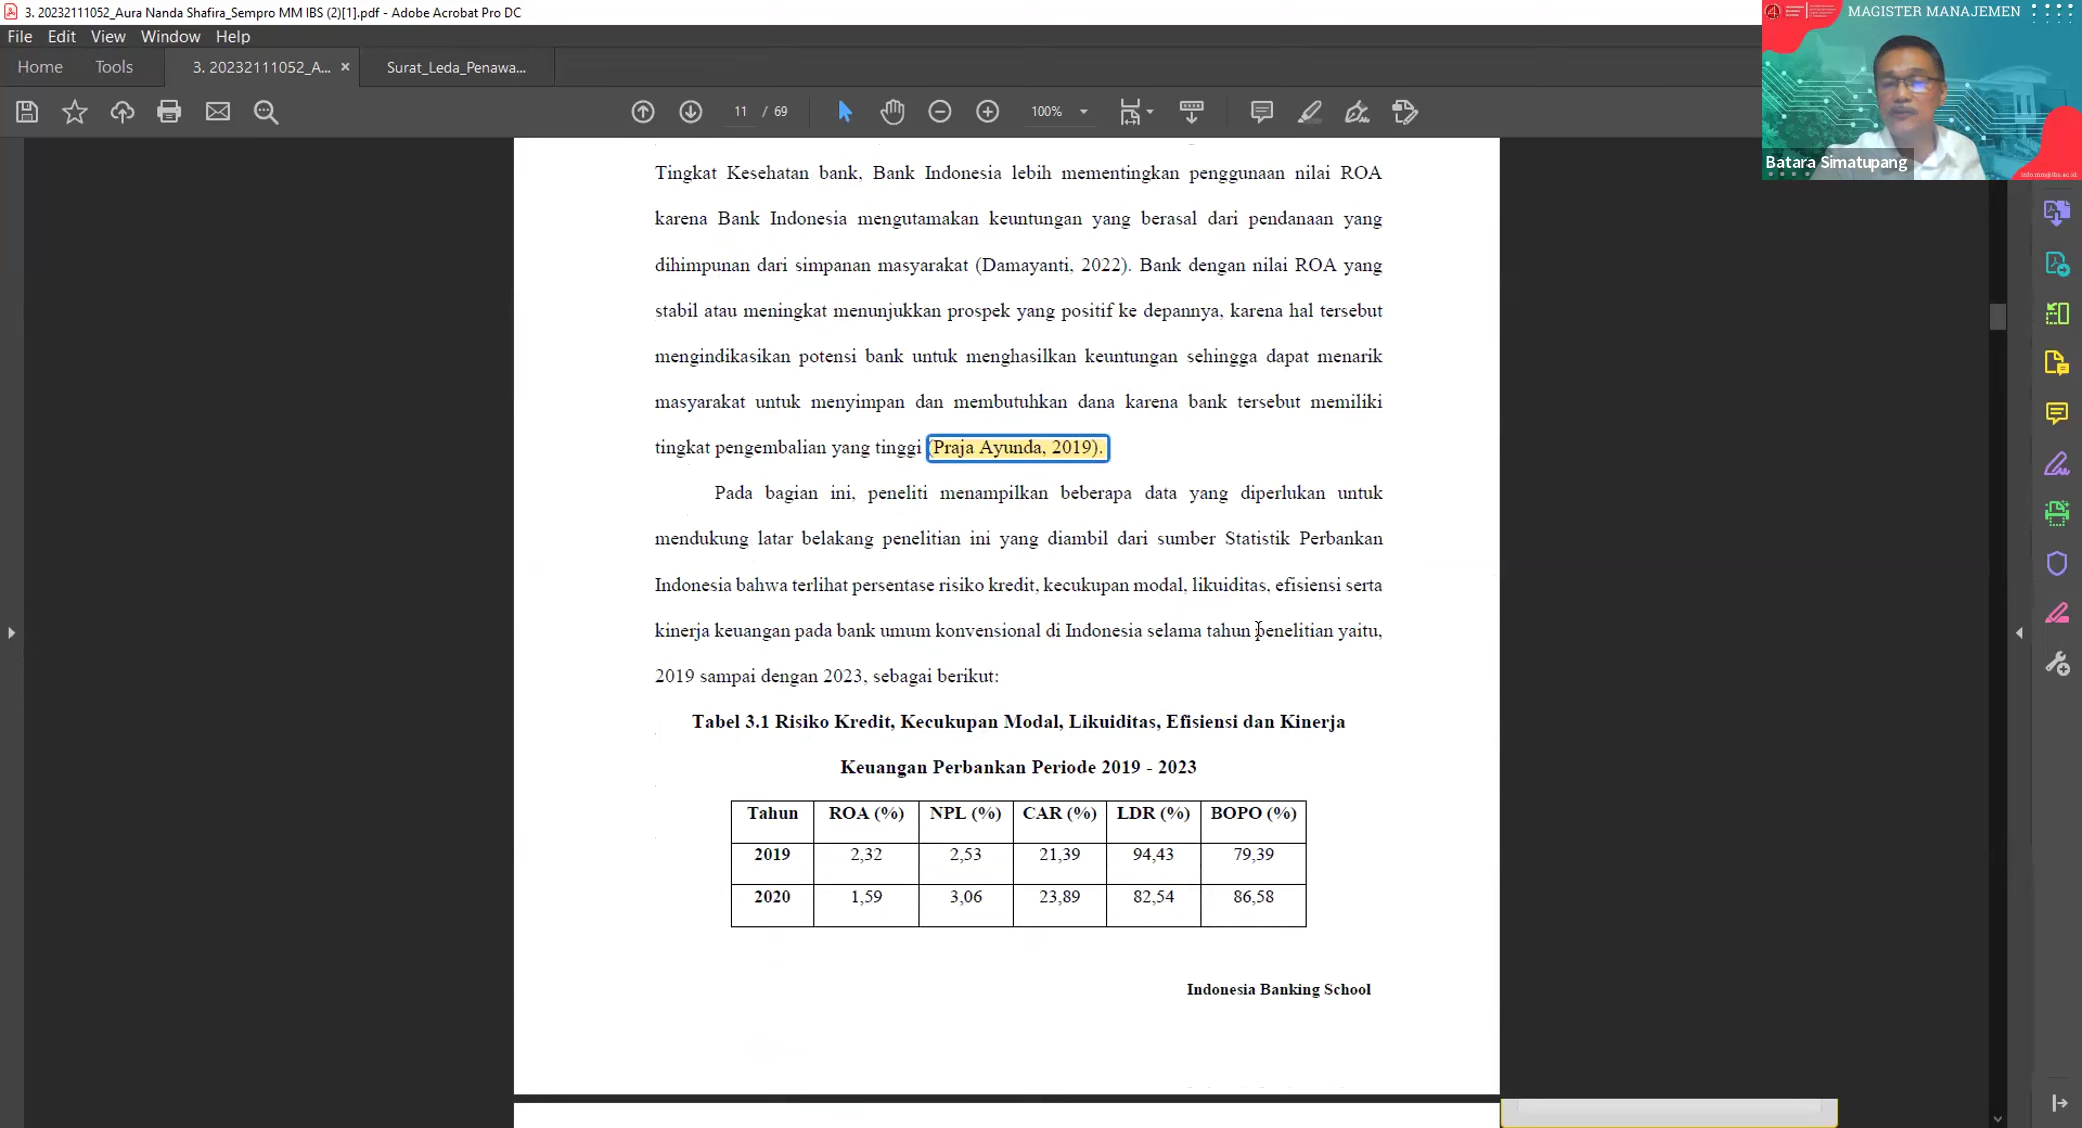 3. 20232111052_Aura Nanda Shafira_Sempro MM IBS (2)[1].pdf - Adobe Acrobat Pro DC
File Edit View Window Help
Home Tools 3. 20232111052_A... × Surat_Leda_Penawa...
11 / 69 100%
MAGISTER MANAJEMEN
Batara Simatupang
info.mm@ibs.ac.id
Tingkat Kesehatan bank, Bank Indonesia lebih mementingkan penggunaan nilai ROA
karena Bank Indonesia mengutamakan keuntungan yang berasal dari pendanaan yang
dihimpunan dari simpanan masyarakat (Damayanti, 2022). Bank dengan nilai ROA yang
stabil atau meningkat menunjukkan prospek yang positif ke depannya, karena hal tersebut
mengindikasikan potensi bank untuk menghasilkan keuntungan sehingga dapat menarik
masyarakat untuk menyimpan dan membutuhkan dana karena bank tersebut memiliki
tingkat pengembalian yang tinggi (Praja Ayunda, 2019).
Pada bagian ini, peneliti menampilkan beberapa data yang diperlukan untuk
mendukung latar belakang penelitian ini yang diambil dari sumber Statistik Perbankan
Indonesia bahwa terlihat persentase risiko kredit, kecukupan modal, likuiditas, efisiensi serta
kinerja keuangan pada bank umum konvensional di Indonesia selama tahun penelitian yaitu,
2019 sampai dengan 2023, sebagai berikut:
Tabel 3.1 Risiko Kredit, Kecukupan Modal, Likuiditas, Efisiensi dan Kinerja
Keuangan Perbankan Periode 2019 - 2023
Tahun ROA (%) NPL (%) CAR (%) LDR (%) BOPO (%)
2019 2,32 2,53 21,39 94,43 79,39
2020 1,59 3,06 23,89 82,54 86,58
Indonesia Banking School